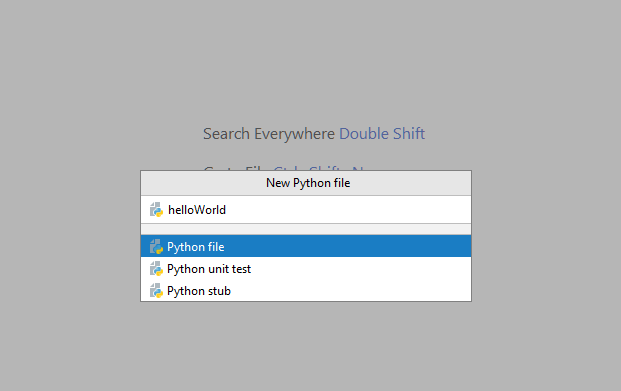 Search Everywhere Double Shift
New Python file
helloWorld
Python file
Python unit test
Python stub